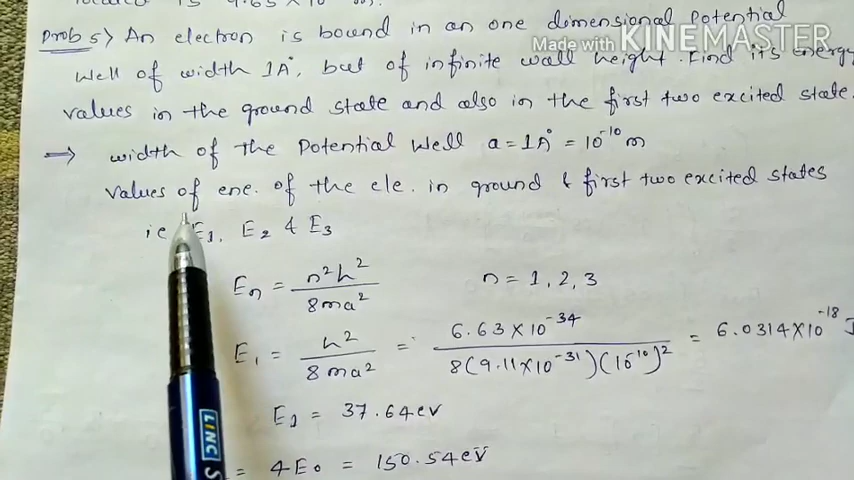 Prob 5) An electron is bound in an one dimensional Potential
Made with KINEMASTER
well of width 1A°, but of infinite wall height. Find its energy
values in the ground state and also in the first two excited state.
⇒ width of the Potential well a = 1A° = 10⁻¹⁰ m
values of ene. of the ele. in ground & first two excited states
ie E₁, E₂ & E₃
Eₙ = n²h² / 8ma² n = 1, 2, 3
E₁ = h² / 8ma² = 6.63 × 10⁻³⁴ / 8(9.11 × 10⁻³¹)(10⁻¹⁰)² = 6.0314 × 10⁻¹⁸ J
E₁ = 37.64 ev
= 4E₀ = 150.54 eV
LINC